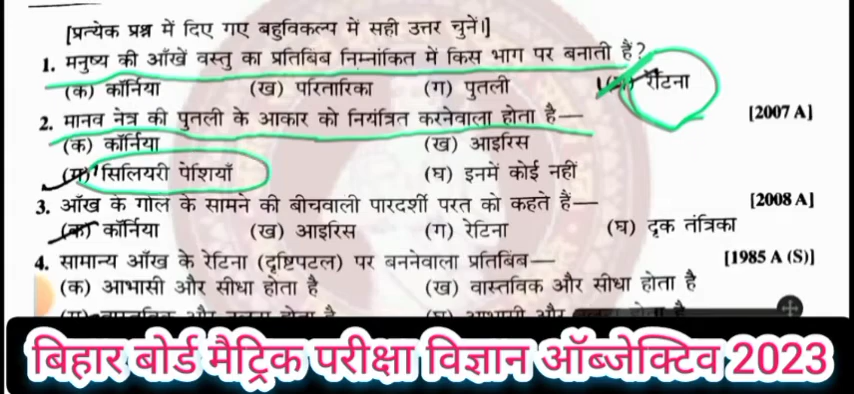 [प्रत्येक प्रश्न में दिए गए बहुविकल्प में सही उत्तर चुनें।]
1. मनुष्य की आँखें वस्तु का प्रतिबिंब निम्नांकित में किस भाग पर बनाती हैं?
(क) कॉर्निया (ख) परितारिका (ग) पुतली रेटिना
2. मानव नेत्र की पुतली के आकार को नियंत्रित करनेवाला होता है— [2007 A]
(क) कॉर्निया (ख) आइरिस
(ग) सिलियरी पेशियाँ (घ) इनमें कोई नहीं
3. आँख के गोले के सामने की बीचवाली पारदर्शी परत को कहते हैं— [2008 A]
(क) कॉर्निया (ख) आइरिस (ग) रेटिना (घ) दृक तंत्रिका
4. सामान्य आँख के रेटिना (दृष्टिपटल) पर बननेवाला प्रतिबिंब— [1985 A (S)]
(क) आभासी और सीधा होता है (ख) वास्तविक और सीधा होता है
बिहार बोर्ड मैट्रिक परीक्षा विज्ञान ऑब्जेक्टिव 2023